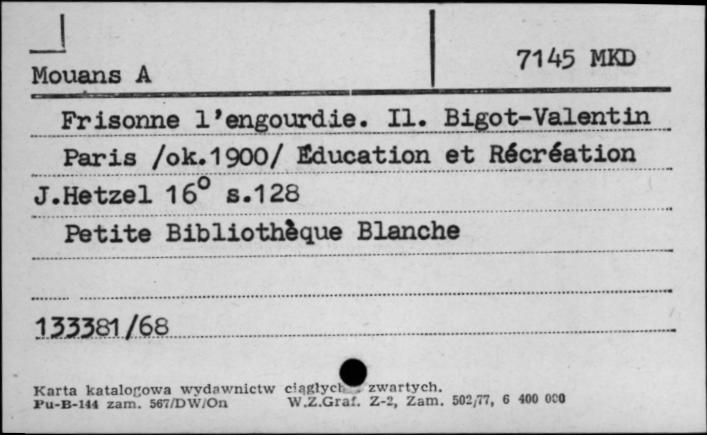 7145 MKD
Mouans A
Frisonne l'engourdie. Il. Bigot-Valentin
Paris /ok.1900/ Education et Récréation
J.Hetzel 16° s.128
Petite Bibliothèque Blanche
133381/68
Karta katalogowa wydawnictw ciągłych zwartych.
Pu-B-144 zam. 567/DW/On W.Z.Graf. Z-2, Zam. 502/77, 6 400 000